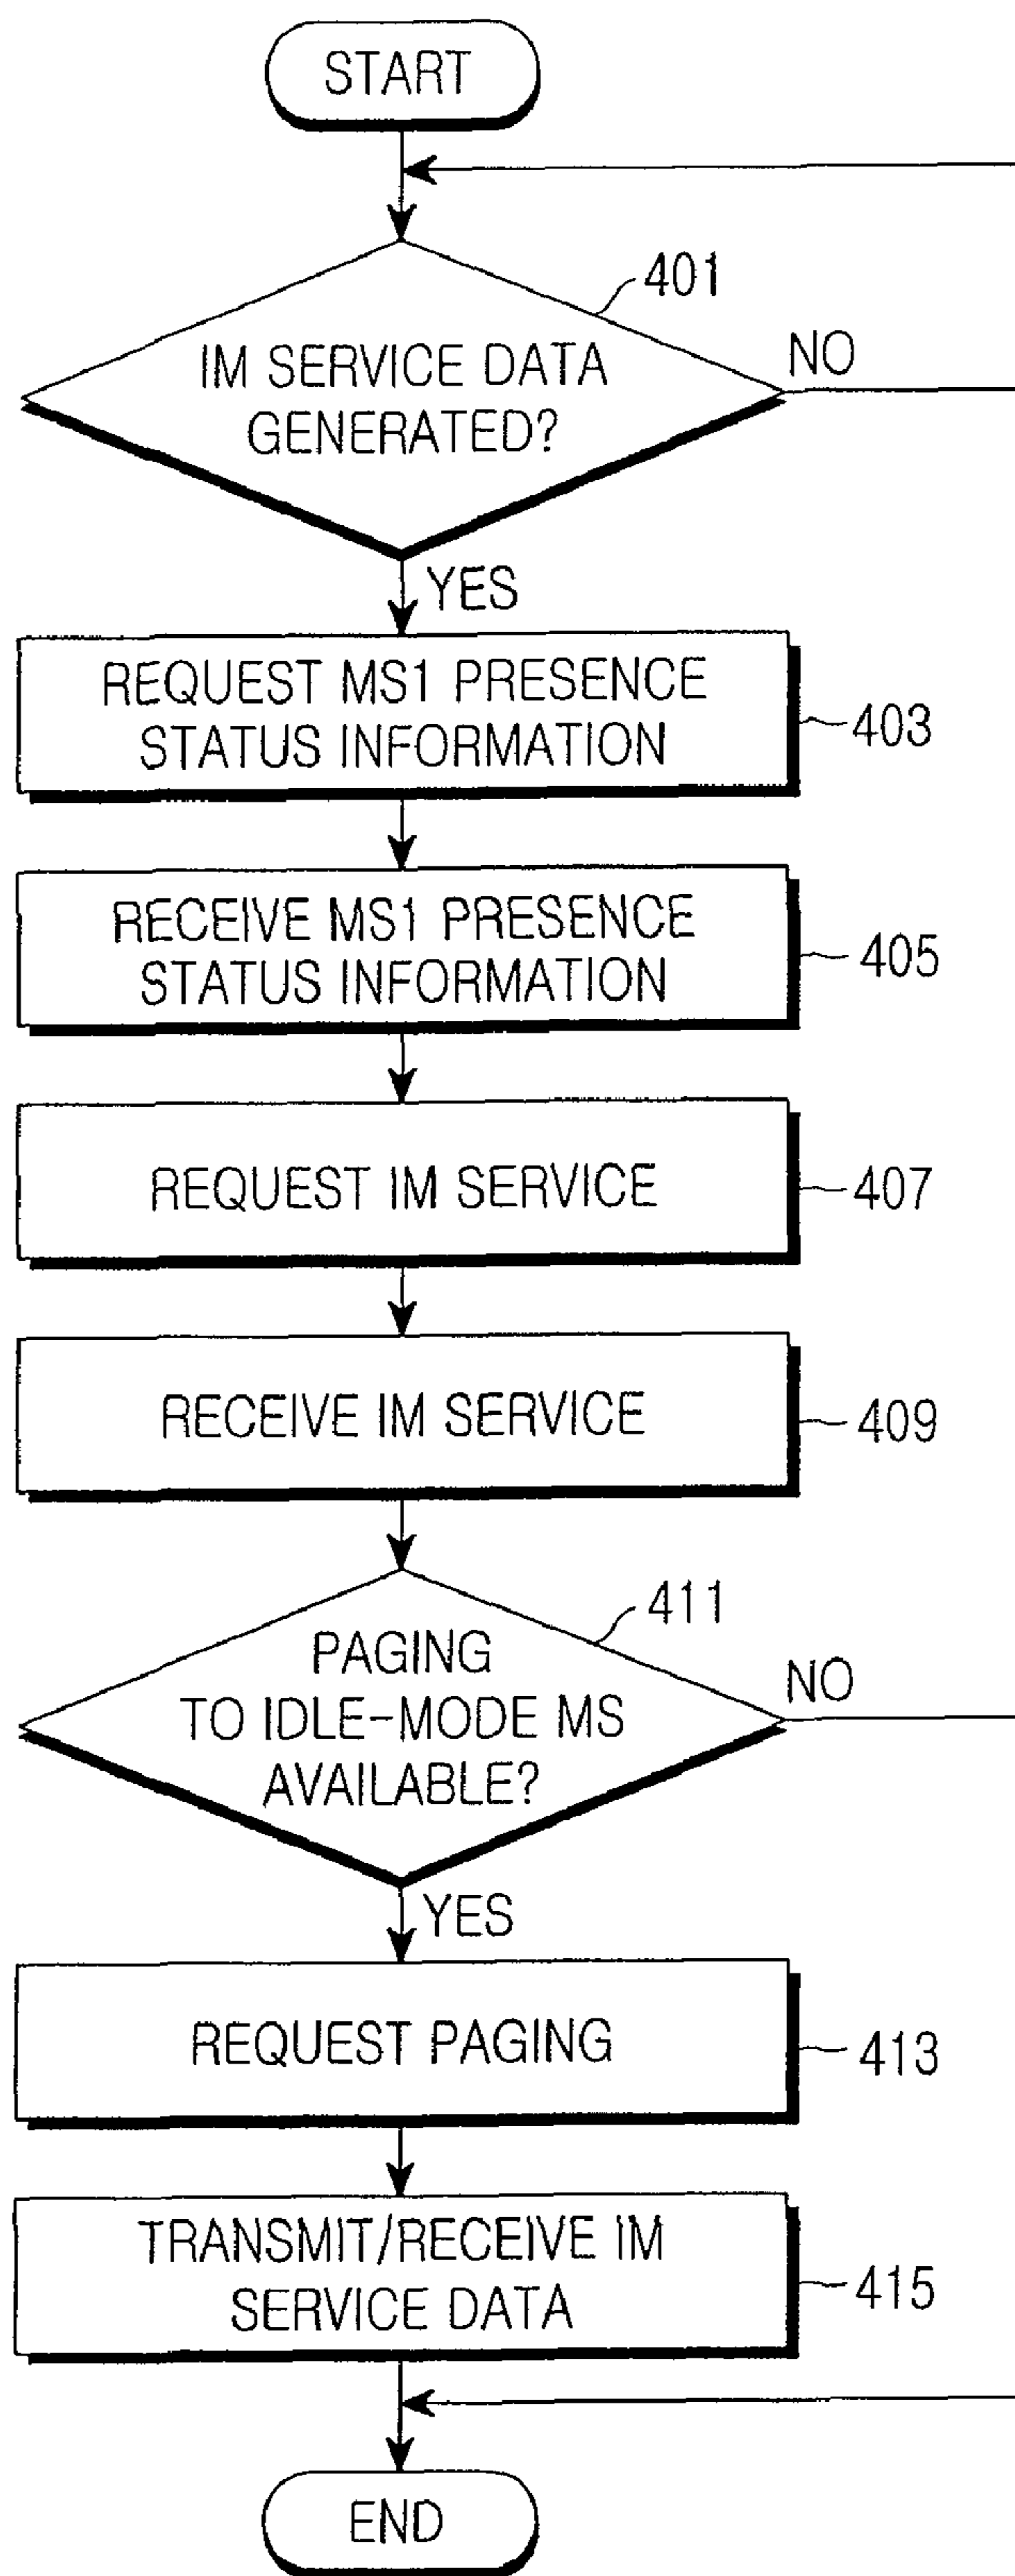 START
401
IM SERVICE DATA
GENERATED?
NO
YES
REQUEST MS1 PRESENCE
STATUS INFORMATION
403
RECEIVE MS1 PRESENCE
STATUS INFORMATION
405
REQUEST IM SERVICE
407
RECEIVE IM SERVICE
409
411
PAGING
TO IDLE-MODE MS
AVAILABLE?
NO
YES
REQUEST PAGING
413
TRANSMIT/RECEIVE IM
SERVICE DATA
415
END